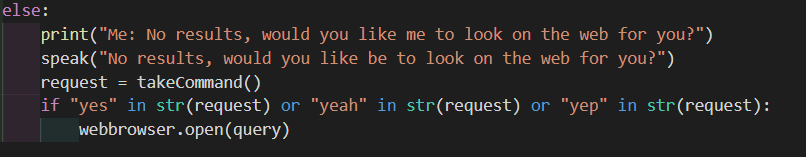 else:
    print("Me: No results, would you like me to look on the web for you?")
    speak("No results, would you like be to look on the web for you?")
    request = takeCommand()
    if "yes" in str(request) or "yeah" in str(request) or "yep" in str(request):
        webbrowser.open(query)